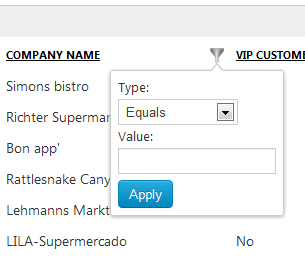 COMPANY NAME VIP CUSTOME
Simons bistro
Type:
Equals
Richter Supermar
Value:
Bon app'
Rattlesnake Cany
Apply
Lehmanns Markt
LILA-Supermercado No